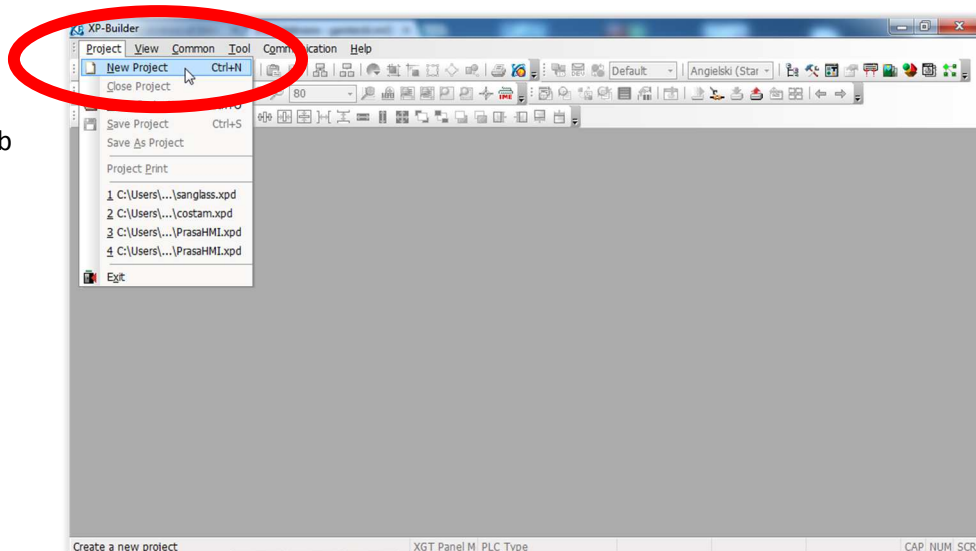 XP-Builder
Project View Common Tool Help
New Project Ctrl+N
Default
Angielski (Star
Close Project
80
b
Save Project Ctrl+S
Save As Project
Project Print
1 C:\Users\...\sanglass.xpd
2 C:\Users\...\costam.xpd
3 C:\Users\...\PrasaHMI.xpd
4 C:\Users\...\PrasaHMI.xpd
Exit
Create a new project XGT Panel M PLC Type CAP NUM SCR